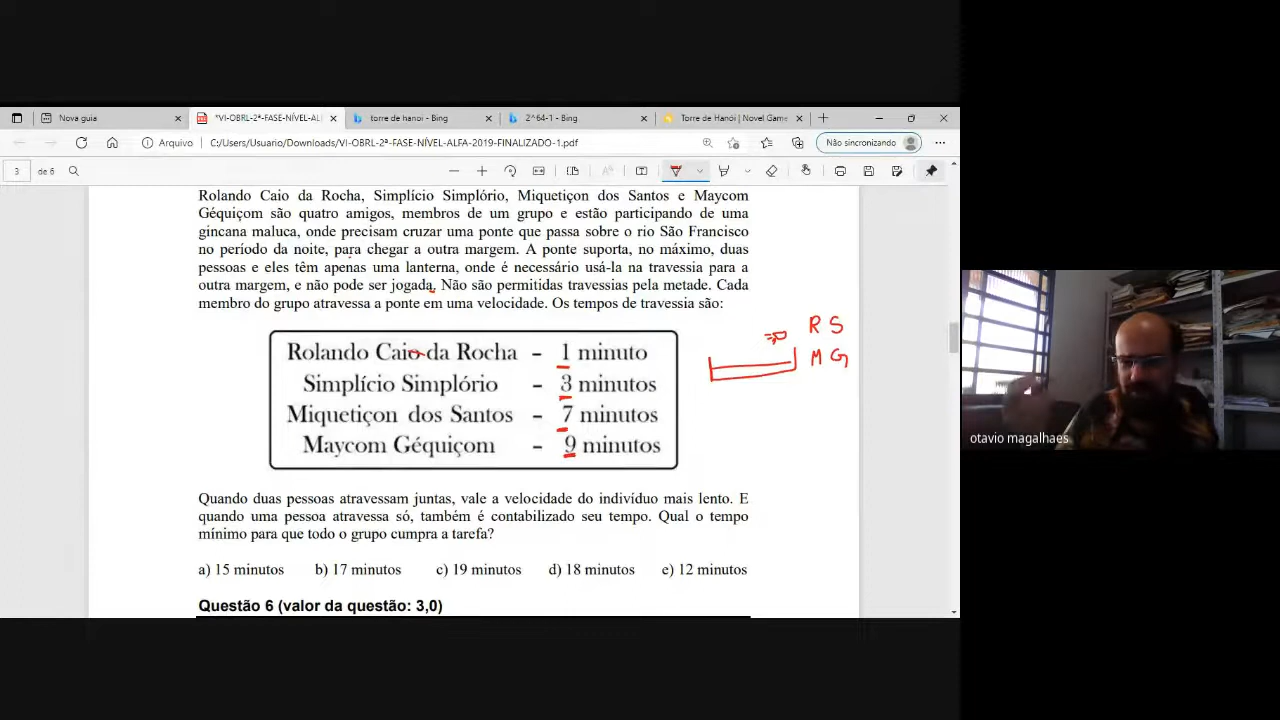 Nova guia
*VI-OBRL-2ª-FASE-NÍVEL-AL
torre de hanoi - Bing
2^64-1 - Bing
Torre de Hanói | Novel Game
Arquivo
C:/Users/Usuario/Downloads/VI-OBRL-2ª-FASE-NÍVEL-ALFA-2019-FINALIZADO-1.pdf
Não sincronizando
3
de 6
Rolando Caio da Rocha, Simplício Simplório, Miquetiçon dos Santos e Maycom
Géquiçom são quatro amigos, membros de um grupo e estão participando de uma
gincana maluca, onde precisam cruzar uma ponte que passa sobre o rio São Francisco
no período da noite, para chegar a outra margem. A ponte suporta, no máximo, duas
pessoas e eles têm apenas uma lanterna, onde é necessário usá-la na travessia para a
outra margem, e não pode ser jogada. Não são permitidas travessias pela metade. Cada
membro do grupo atravessa a ponte em uma velocidade. Os tempos de travessia são:
Rolando Caio da Rocha - 1 minuto
Simplício Simplório - 3 minutos
Miquetiçon dos Santos - 7 minutos
Maycom Géquiçom - 9 minutos
R S
M G
otavio magalhaes
Quando duas pessoas atravessam juntas, vale a velocidade do indivíduo mais lento. E
quando uma pessoa atravessa só, também é contabilizado seu tempo. Qual o tempo
mínimo para que todo o grupo cumpra a tarefa?
a) 15 minutos b) 17 minutos c) 19 minutos d) 18 minutos e) 12 minutos
Questão 6 (valor da questão: 3,0)